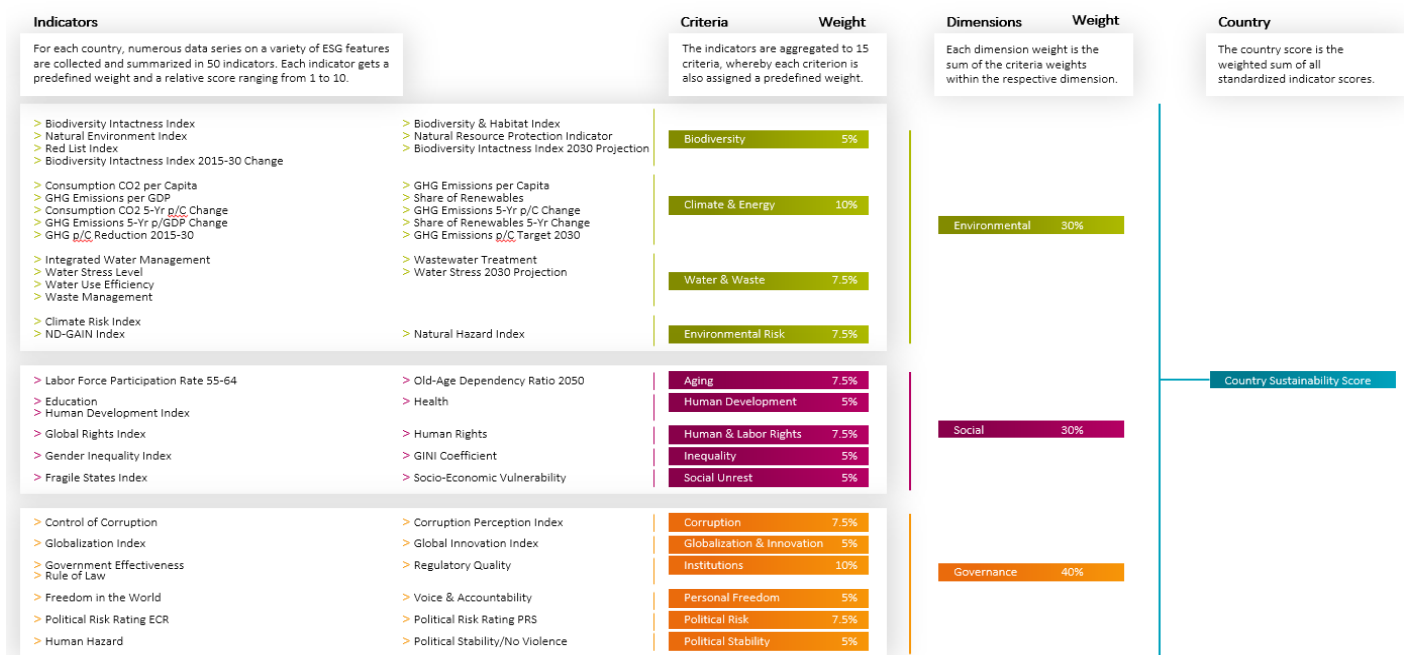 Indicators
For each country, numerous data series on a variety of ESG features
are collected and summarized in 50 indicators. Each indicator gets a
predefined weight and a relative score ranging from 1 to 10.
Criteria Weight
The indicators are aggregated to 15
criteria, whereby each criterion is
also assigned a predefined weight.
Dimensions Weight
Each dimension weight is the
sum of the criteria weights
within the respective dimension.
Country
The country score is the
weighted sum of all
standardized indicator scores.
> Biodiversity Intactness Index
> Natural Environment Index
> Red List Index
> Biodiversity Intactness Index 2015-30 Change
> Biodiversity & Habitat Index
> Natural Resource Protection Indicator
> Biodiversity Intactness Index 2030 Projection
Biodiversity 5%
> Consumption CO2 per Capita
> GHG Emissions per GDP
> Consumption CO2 5-Yr p/C Change
> GHG Emissions 5-Yr p/GDP Change
> GHG p/C Reduction 2015-30
> GHG Emissions per Capita
> Share of Renewables
> GHG Emissions 5-Yr p/C Change
> Share of Renewables 5-Yr Change
> GHG Emissions p/C Target 2030
Climate & Energy 10%
> Integrated Water Management
> Water Stress Level
> Water Use Efficiency
> Waste Management
> Wastewater Treatment
> Water Stress 2030 Projection
Water & Waste 7.5%
> Climate Risk Index
> ND-GAIN Index
> Natural Hazard Index
Environmental Risk 7.5%
Environmental 30%
> Labor Force Participation Rate 55-64
> Old-Age Dependency Ratio 2050
Aging 7.5%
> Education
> Human Development Index
> Health
Human Development 5%
> Global Rights Index
> Human Rights
Human & Labor Rights 7.5%
> Gender Inequality Index
> GINI Coefficient
Inequality 5%
> Fragile States Index
> Socio-Economic Vulnerability
Social Unrest 5%
Social 30%
> Control of Corruption
> Corruption Perception Index
Corruption 7.5%
> Globalization Index
> Global Innovation Index
Globalization & Innovation 5%
> Government Effectiveness
> Rule of Law
> Regulatory Quality
Institutions 10%
> Freedom in the World
> Voice & Accountability
Personal Freedom 5%
> Political Risk Rating ECR
> Political Risk Rating PRS
Political Risk 7.5%
> Human Hazard
> Political Stability/No Violence
Political Stability 5%
Governance 40%
Country Sustainability Score